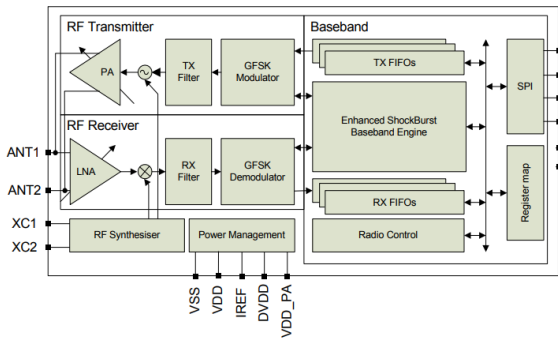 RF Transmitter
Baseband
PA
TX
Filter
GFSK
Modulator
TX FIFOs
SPI
Enhanced ShockBurst
Baseband Engine
RF Receiver
ANT1
ANT2
LNA
RX
Filter
GFSK
Demodulator
RX FIFOs
Register map
XC1
XC2
RF Synthesiser
Power Management
Radio Control
VSS
VDD
IREF
DVDD
VDD_PA